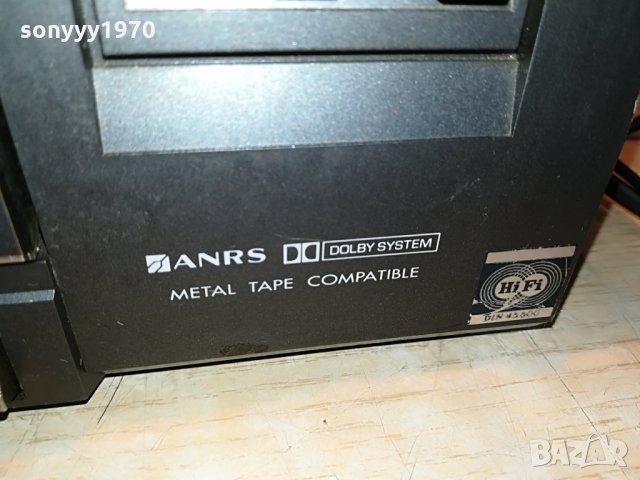 sonyyy1970
ANRS DOLBY SYSTEM
METAL TAPE COMPATIBLE
Hi Fi
DIN 45500
BAZAR